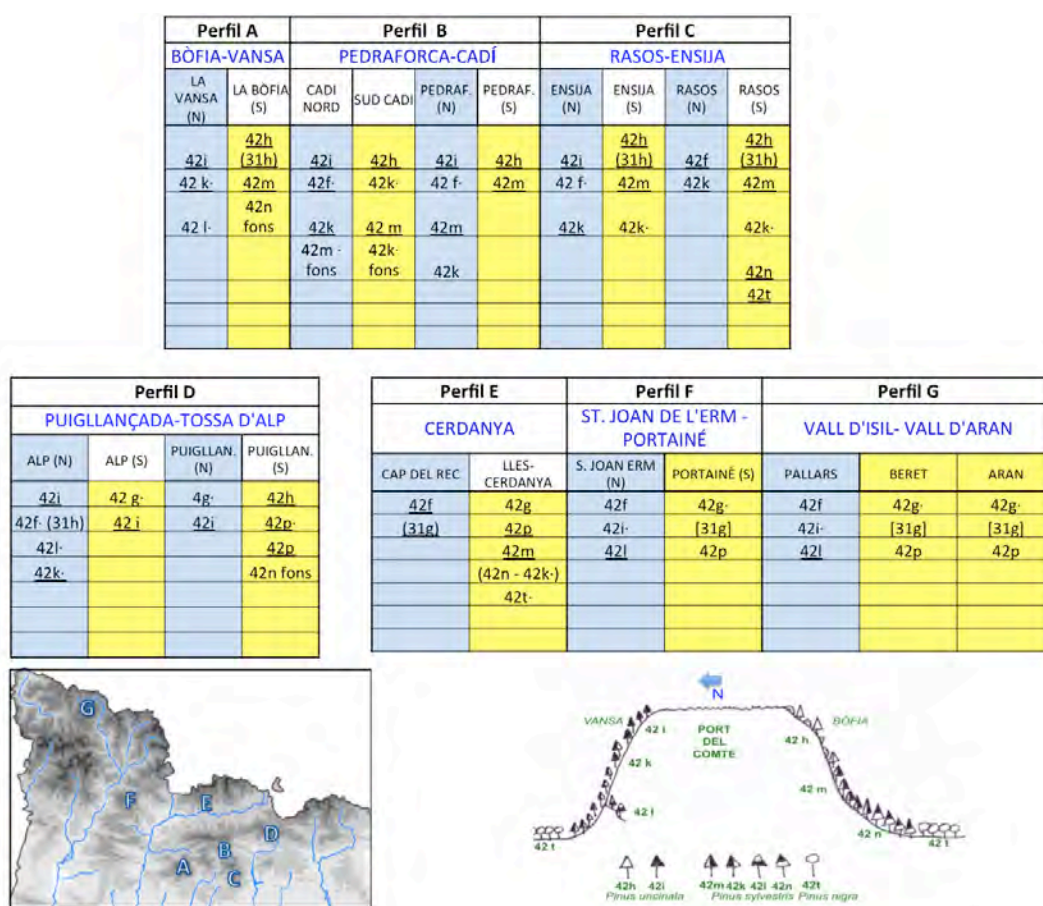 Perfil A Perfil B Perfil C
BÒFIA-VANSA PEDRAFORCA-CADÍ RASOS-ENSIJA
LA VANSA (N) LA BÒFIA (S) CADI NORD SUD CADI PEDRAF. (N) PEDRAF. (S) ENSIJA (N) ENSIJA (S) RASOS (N) RASOS (S)
42i 42h (31h) 42i 42h 42i 42h 42i 42h (31h) 42f 42h (31h)
42 k· 42m 42f· 42k· 42 f· 42m 42 f· 42m 42k 42m
42 l· 42n fons 42k 42 m 42m 42k 42k· 42k·
42m · fons 42k· fons 42k 42n
42t
Perfil D
PUIGLLANÇADA-TOSSA D'ALP
ALP (N) ALP (S) PUIGLLAN. (N) PUIGLLAN. (S)
42i 42 g· 4g· 42h
42f· (31h) 42 i 42i 42p·
42l· 42p
42k· 42n fons
Perfil E Perfil F Perfil G
CERDANYA ST. JOAN DE L'ERM - PORTAINÉ VALL D'ISIL- VALL D'ARAN
CAP DEL REC LLES-CERDANYA S. JOAN ERM (N) PORTAINÉ (S) PALLARS BERET ARAN
42f 42g 42f 42g· 42f 42g· 42g·
(31g) 42p 42i· [31g] 42i· [31g] [31g]
42m 42l 42p 42l 42p 42p
(42n - 42k·)
42t·
G
F
E
D
B
A
C
N
VANSA
BÒFIA
PORT
DEL
COMTE
42 i
42 h
42 k
42 m
42 l
42 n
42 t
42 t
42h 42i 42m 42k 42l 42n 42t
Pinus uncinata Pinus sylvestris Pinus nigra